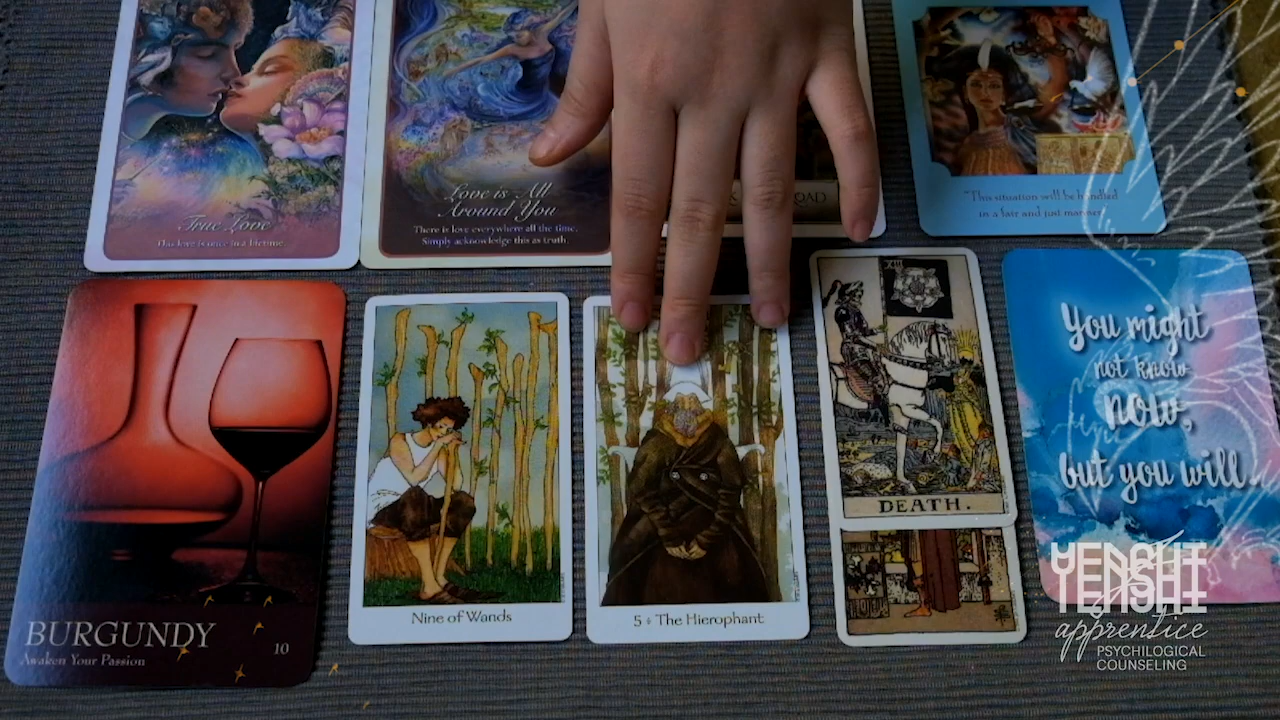 True Love
This love is once in a lifetime.
Love is All
Around You
There is love everywhere all the time.
Simply acknowledge this as truth.
"This situation will be handled
in a fair and just manner."
BURGUNDY
Awaken Your Passion
10
Nine of Wands
5 The Hierophant
XIII
DEATH.
You might
not know
now,
but you will.
YENSHI
apprentice
PSYCHILOGICAL
COUNSELING